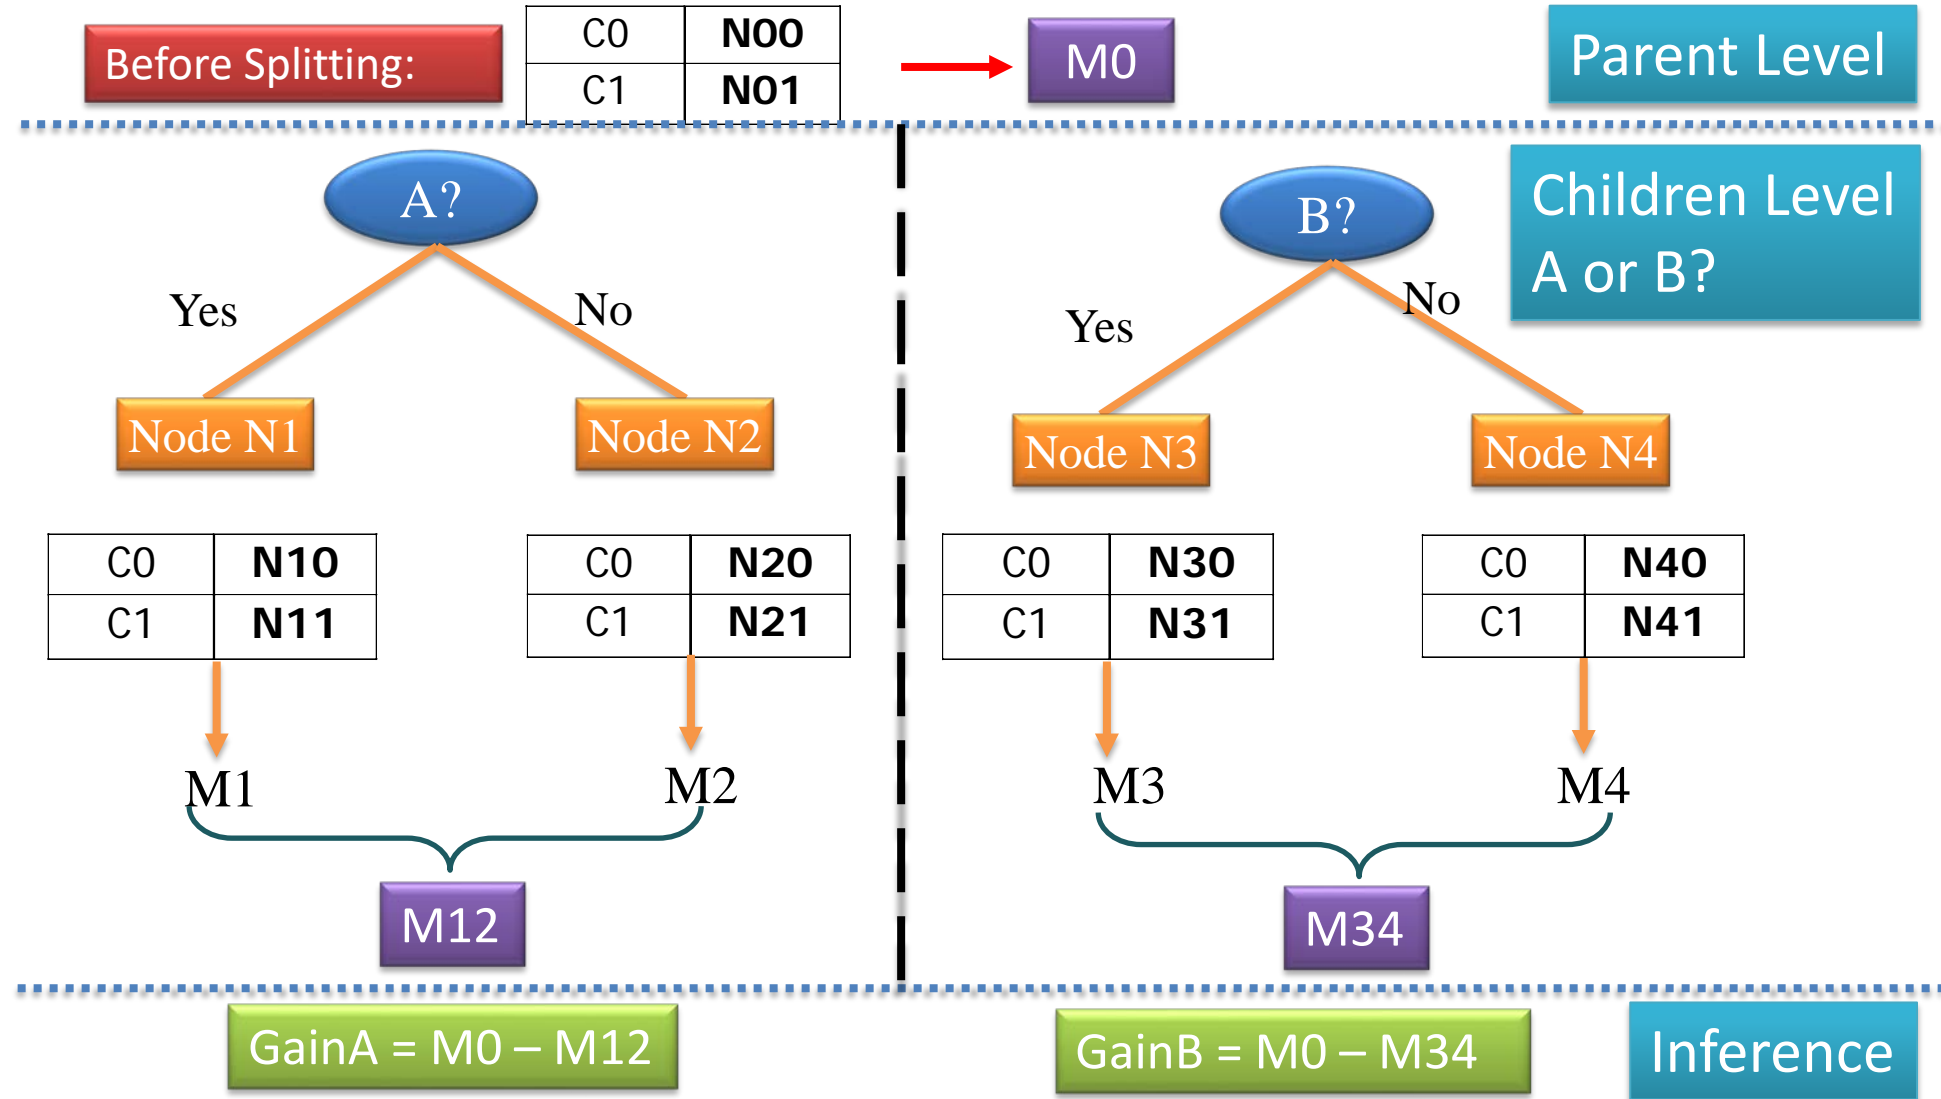 Before Splitting:
C0 N00
C1 N01
M0
Parent Level
A?
Yes
No
Node N1
Node N2
C0 N10
C1 N11
C0 N20
C1 N21
M1
M2
M12
B?
Yes
No
Children Level
A or B?
Node N3
Node N4
C0 N30
C1 N31
C0 N40
C1 N41
M3
M4
M34
GainA = M0 – M12
GainB = M0 – M34
Inference